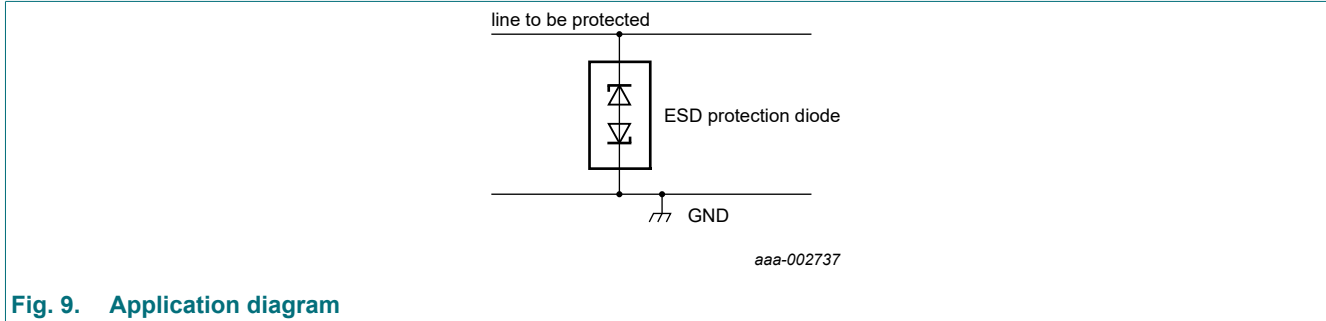 line to be protected
ESD protection diode
GND
aaa-002737
Fig. 9. Application diagram